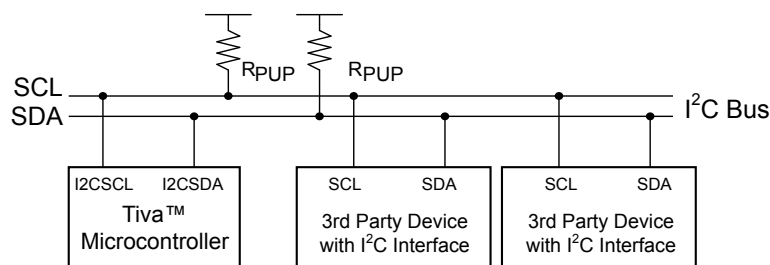 RPUP RPUP
SCL
SDA
I²C Bus
I2CSCL I2CSDA SCL SDA SCL SDA
Tiva™
Microcontroller
3rd Party Device
with I²C Interface
3rd Party Device
with I²C Interface